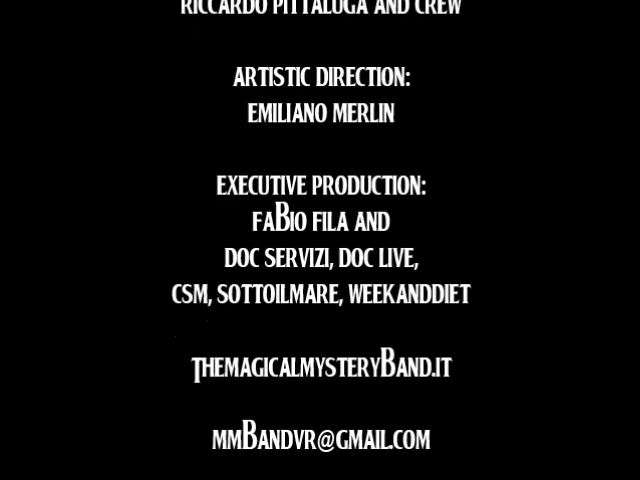 RICCARDO PITTALUGA AND CREW
ARTISTIC DIRECTION:
EMILIANO MERLIN
EXECUTIVE PRODUCTION:
FABIO FILA AND
DOC SERVIZI, DOC LIVE,
CSM, SOTTOILMARE, WEEKANDDIET
THEMAGICALMYSTERYBAND.IT
MMBANDVR@GMAIL.COM